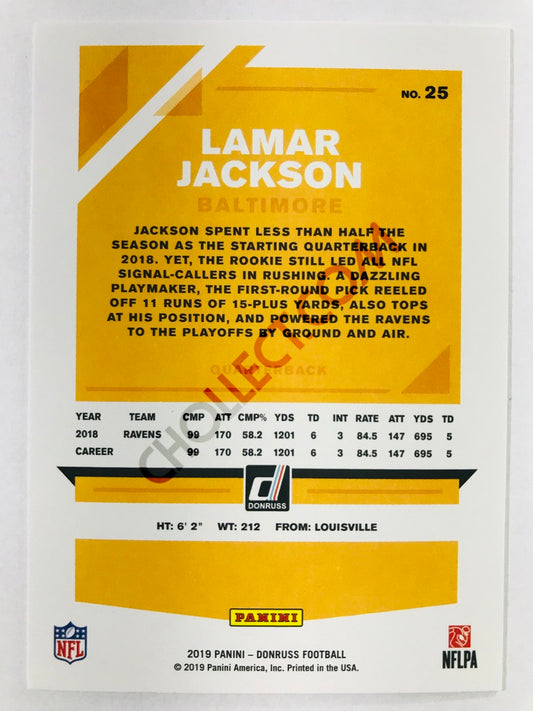 NO. 25
LAMAR
JACKSON
BALTIMORE
JACKSON SPENT LESS THAN HALF THE
SEASON AS THE STARTING QUARTERBACK IN
2018. YET, THE ROOKIE STILL LED ALL NFL
SIGNAL-CALLERS IN RUSHING. A DAZZLING
PLAYMAKER, THE FIRST-ROUND PICK REELED
OFF 11 RUNS OF 15-PLUS YARDS, ALSO TOPS
AT HIS POSITION, AND POWERED THE RAVENS
TO THE PLAYOFFS BY GROUND AND AIR.
QUARTERBACK
CHOLLECT.COM
YEAR TEAM CMP ATT CMP% YDS TD INT RATE ATT YDS TD
2018 RAVENS 99 170 58.2 1201 6 3 84.5 147 695 5
CAREER 99 170 58.2 1201 6 3 84.5 147 695 5
DONRUSS
HT: 6' 2" WT: 212 FROM: LOUISVILLE
PANINI
NFL
2019 PANINI – DONRUSS FOOTBALL
© 2019 Panini America, Inc. Printed in the USA.
NFLPA